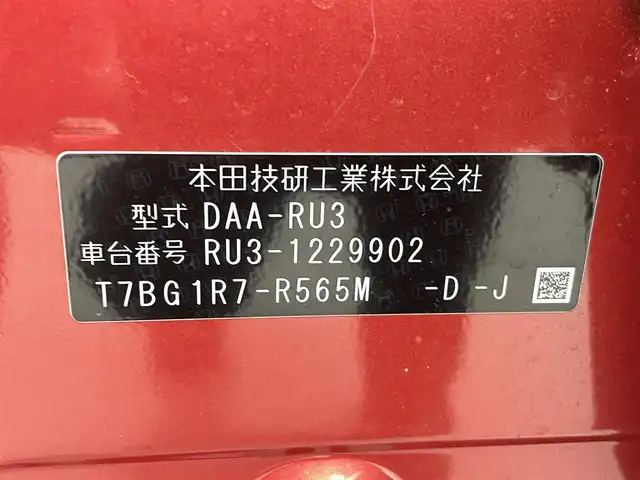 本田技研工業株式会社
型式 DAA-RU3
車台番号 RU3-1229902
T7BG1R7-R565M -D-J